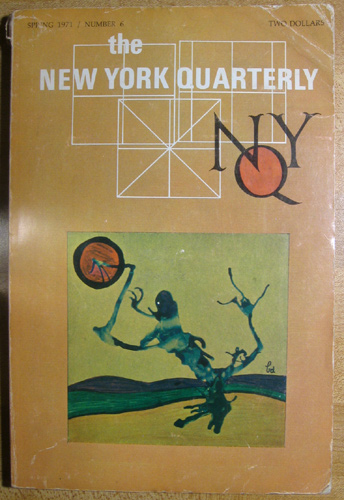 SPRING 1971 / NUMBER 6
TWO DOLLARS
the
NEW YORK QUARTERLY
NYQ